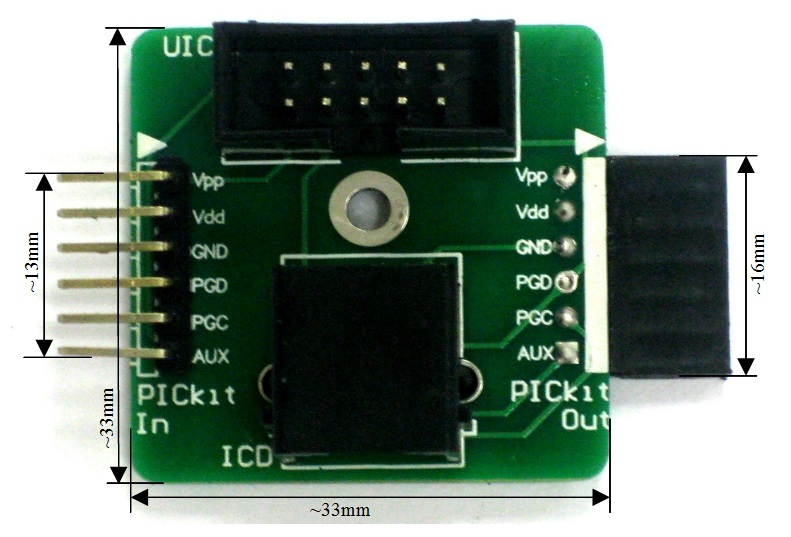 UIC
Vpp
Vdd
GND
PGD
PGC
AUX
PICkit
In
Vpp
Vdd
GND
PGD
PGC
AUX
PICkit
Out
ICD
~13mm
~33mm
~16mm
~33mm